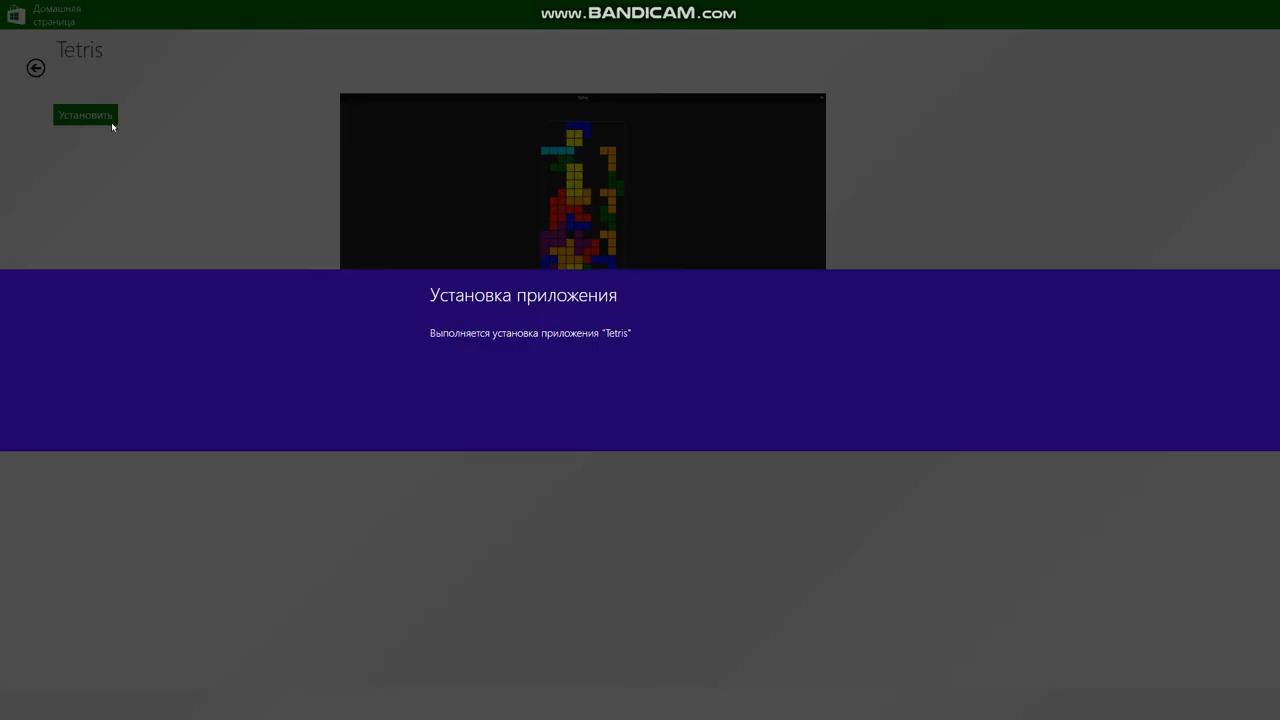 Домашняя
страница
www.BANDICAM.com
Tetris
Установить
Установка приложения
Выполняется установка приложения "Tetris"